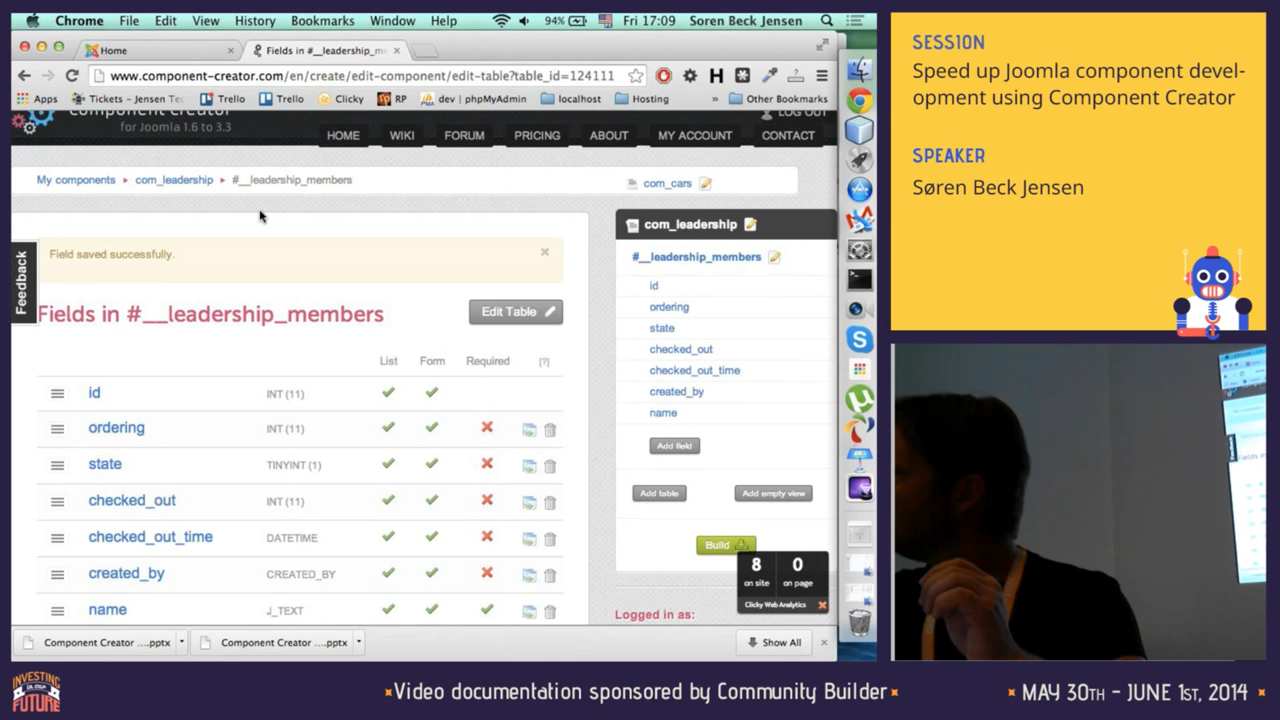 Chrome File Edit View History Bookmarks Window Help 94% Fri 17:09 Soren Beck Jensen
Home
Fields in #__leadership_m
www.component-creator.com/en/create/edit-component/edit-table?table_id=124111
Apps Tickets - Jensen Tec Trello Trello Clicky RP dev | phpMyAdmin localhost Hosting » Other Bookmarks
Component Creator
for Joomla 1.6 to 3.3
LOG OUT
HOME WIKI FORUM PRICING ABOUT MY ACCOUNT CONTACT
My components com_leadership #__leadership_members
Feedback
Field saved successfully.
Fields in #__leadership_members
Edit Table
List Form Required [?]
id INT (11)
ordering INT (11)
state TINYINT (1)
checked_out INT (11)
checked_out_time DATETIME
created_by CREATED_BY
name J_TEXT
com_cars
com_leadership
#__leadership_members
id
ordering
state
checked_out
checked_out_time
created_by
name
Add field
Add table Add empty view
Build
8 0
on site on page
Clicky Web Analytics
Logged in as:
Component Creator ....pptx Component Creator ....pptx Show All
SESSION
Speed up Joomla component devel-
opment using Component Creator
SPEAKER
Søren Beck Jensen
INVESTING
IN OUR
FUTURE
Video documentation sponsored by Community Builder
MAY 30TH - JUNE 1ST, 2014